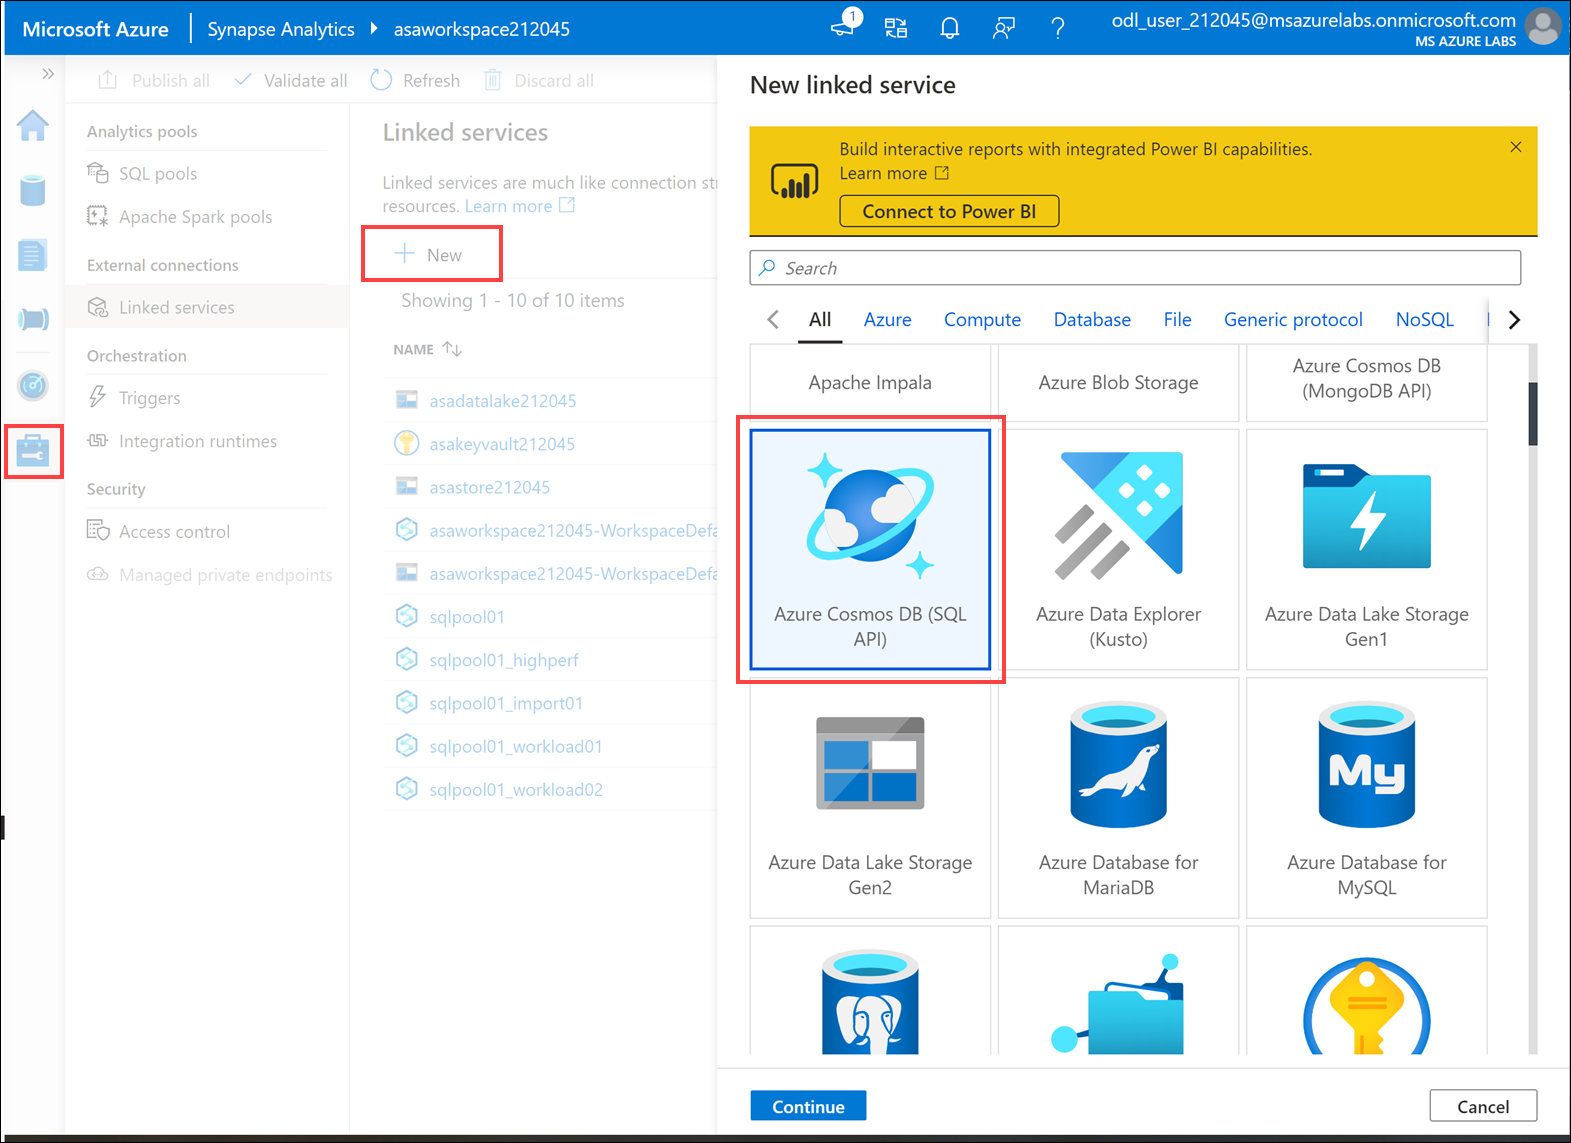 Microsoft Azure
Synapse Analytics
asaworkspace212045
1
?
odl_user_212045@msazurelabs.onmicrosoft.com
MS AZURE LABS
Publish all
Validate all
Refresh
Discard all
Analytics pools
SQL pools
Apache Spark pools
External connections
Linked services
Orchestration
Triggers
Integration runtimes
Security
Access control
Managed private endpoints
Linked services
Linked services are much like connection st
resources. Learn more
New
Showing 1 - 10 of 10 items
NAME
asadatalake212045
asakeyvault212045
asastore212045
asaworkspace212045-WorkspaceDefa
asaworkspace212045-WorkspaceDefa
sqlpool01
sqlpool01_highperf
sqlpool01_import01
sqlpool01_workload01
sqlpool01_workload02
New linked service
Build interactive reports with integrated Power BI capabilities.
Learn more
Connect to Power BI
Search
All
Azure
Compute
Database
File
Generic protocol
NoSQL
Apache Impala
Azure Blob Storage
Azure Cosmos DB
(MongoDB API)
Azure Cosmos DB (SQL
API)
Azure Data Explorer
(Kusto)
Azure Data Lake Storage
Gen1
Azure Data Lake Storage
Gen2
Azure Database for
MariaDB
My
Azure Database for
MySQL
Continue
Cancel